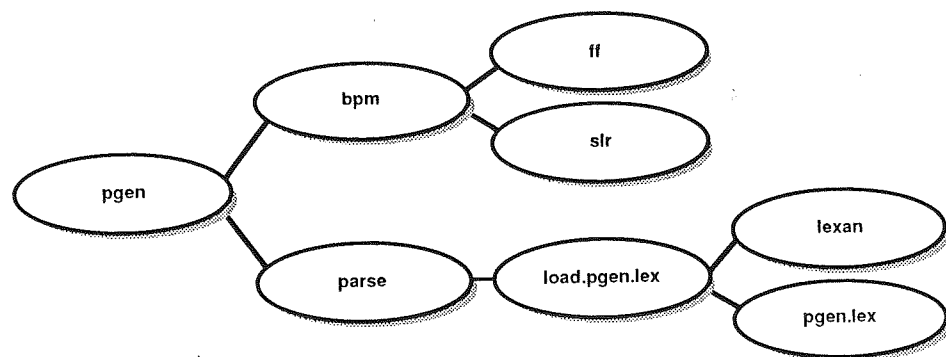 ff
bpm
slr
pgen
lexan
parse
load.pgen.lex
pgen.lex